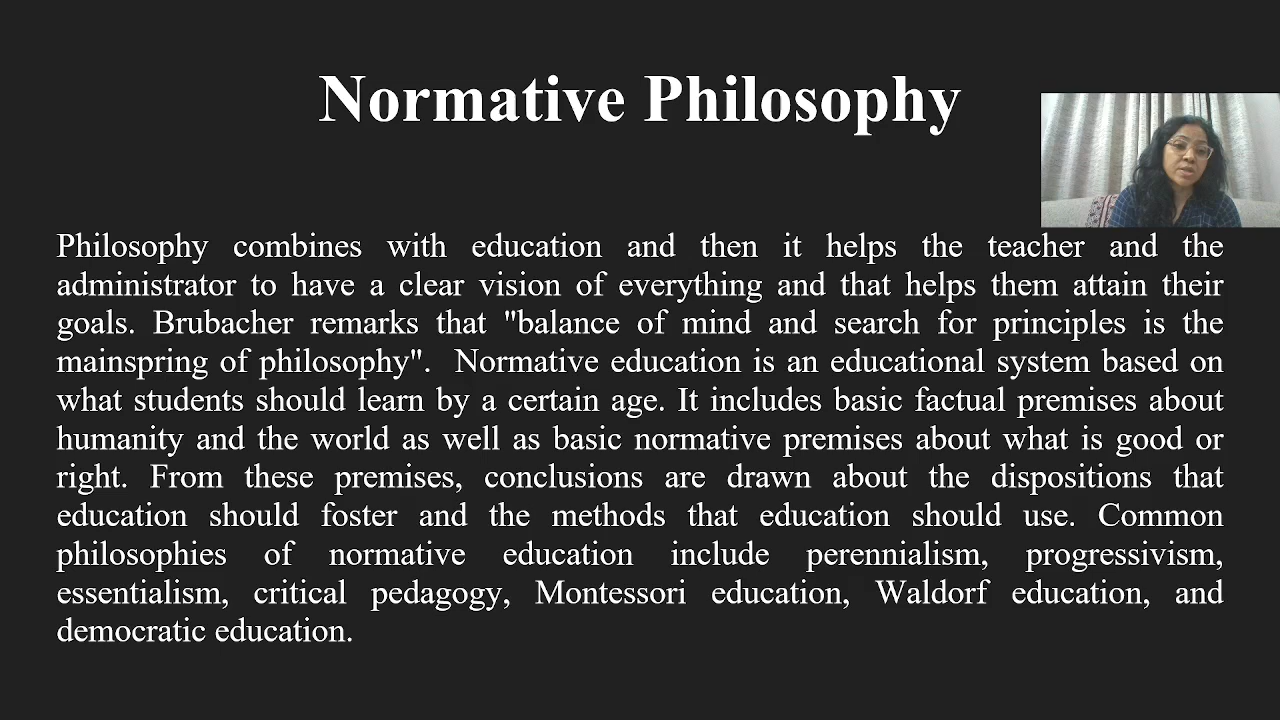 Normative Philosophy
Philosophy combines with education and then it helps the teacher and the
administrator to have a clear vision of everything and that helps them attain their
goals. Brubacher remarks that "balance of mind and search for principles is the
mainspring of philosophy".  Normative education is an educational system based on
what students should learn by a certain age. It includes basic factual premises about
humanity and the world as well as basic normative premises about what is good or
right. From these premises, conclusions are drawn about the dispositions that
education should foster and the methods that education should use. Common
philosophies of normative education include perennialism, progressivism,
essentialism, critical pedagogy, Montessori education, Waldorf education, and
democratic education.